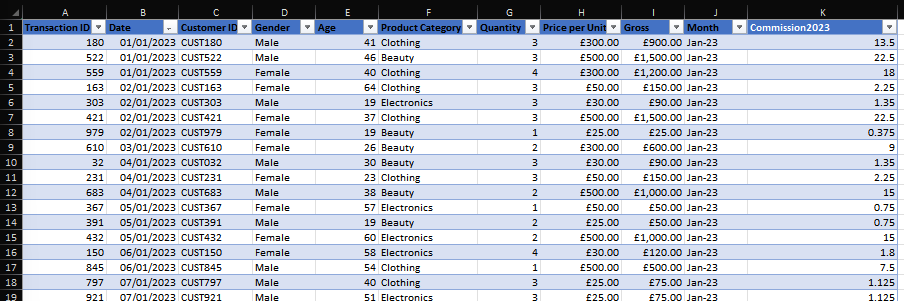 A B C D E F G H I J K
1 Transaction ID Date Customer ID Gender Age Product Category Quantity Price per Unit Gross Month Commission2023
2 180 01/01/2023 CUST180 Male 41 Clothing 3 £300.00 £900.00 Jan-23 13.5
3 522 01/01/2023 CUST522 Male 46 Beauty 3 £500.00 £1,500.00 Jan-23 22.5
4 559 01/01/2023 CUST559 Female 40 Clothing 4 £300.00 £1,200.00 Jan-23 18
5 163 02/01/2023 CUST163 Female 64 Clothing 3 £50.00 £150.00 Jan-23 2.25
6 303 02/01/2023 CUST303 Male 19 Electronics 3 £30.00 £90.00 Jan-23 1.35
7 421 02/01/2023 CUST421 Female 37 Clothing 3 £500.00 £1,500.00 Jan-23 22.5
8 979 02/01/2023 CUST979 Female 19 Beauty 1 £25.00 £25.00 Jan-23 0.375
9 610 03/01/2023 CUST610 Female 26 Beauty 2 £300.00 £600.00 Jan-23 9
10 32 04/01/2023 CUST032 Male 30 Beauty 3 £30.00 £90.00 Jan-23 1.35
11 231 04/01/2023 CUST231 Female 23 Clothing 3 £50.00 £150.00 Jan-23 2.25
12 683 04/01/2023 CUST683 Male 38 Beauty 2 £500.00 £1,000.00 Jan-23 15
13 367 05/01/2023 CUST367 Female 57 Electronics 1 £50.00 £50.00 Jan-23 0.75
14 391 05/01/2023 CUST391 Male 19 Beauty 2 £25.00 £50.00 Jan-23 0.75
15 432 05/01/2023 CUST432 Female 60 Electronics 2 £500.00 £1,000.00 Jan-23 15
16 150 06/01/2023 CUST150 Female 58 Electronics 4 £30.00 £120.00 Jan-23 1.8
17 845 06/01/2023 CUST845 Male 54 Clothing 1 £500.00 £500.00 Jan-23 7.5
18 797 07/01/2023 CUST797 Male 40 Clothing 3 £25.00 £75.00 Jan-23 1.125
19 921 07/01/2023 CUST921 Male 51 Electronics 3 £25.00 £75.00 Jan-23 1.125